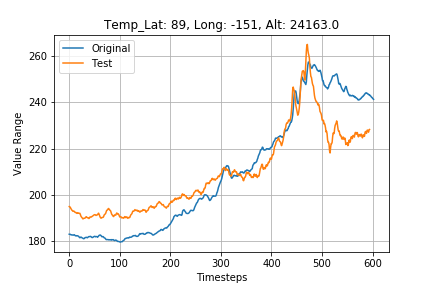 Temp_Lat: 89, Long: -151, Alt: 24163.0
Original
Test
Value Range
260
240
220
200
180
0 100 200 300 400 500 600
Timesteps